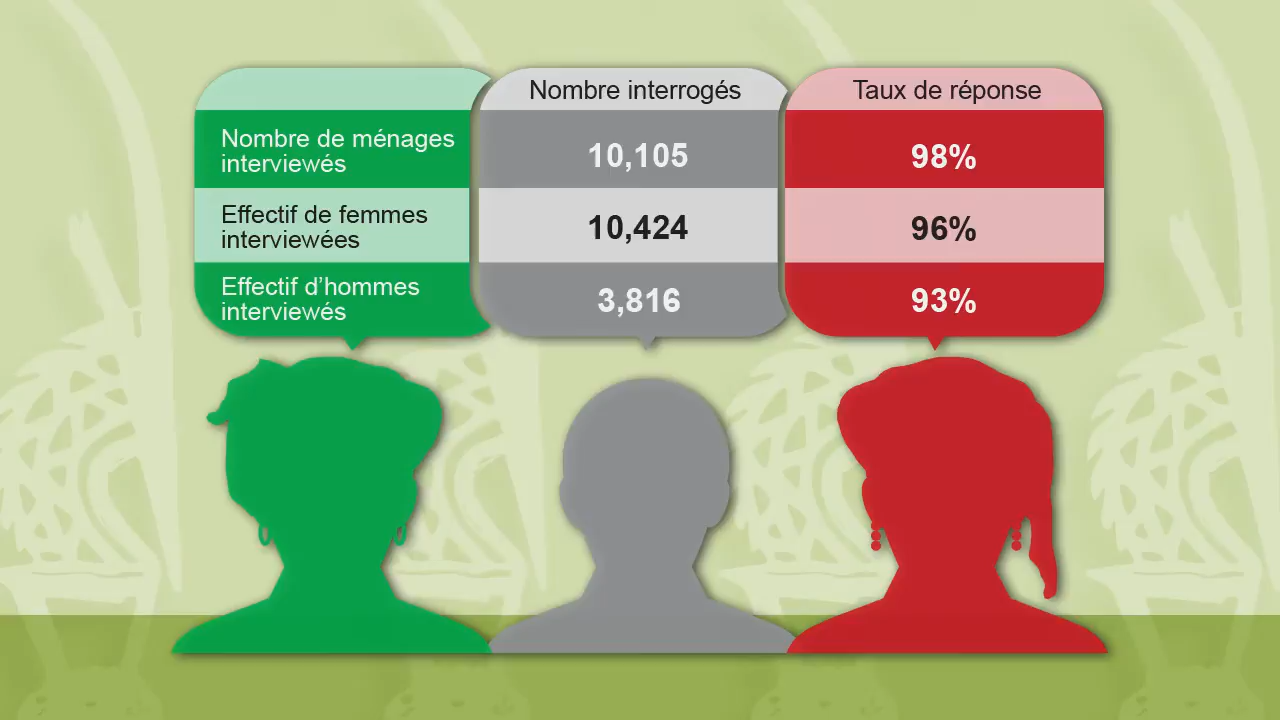 Nombre interrogés
Taux de réponse
Nombre de ménages
interviewés
10,105
98%
Effectif de femmes
interviewées
10,424
96%
Effectif d’hommes
interviewés
3,816
93%